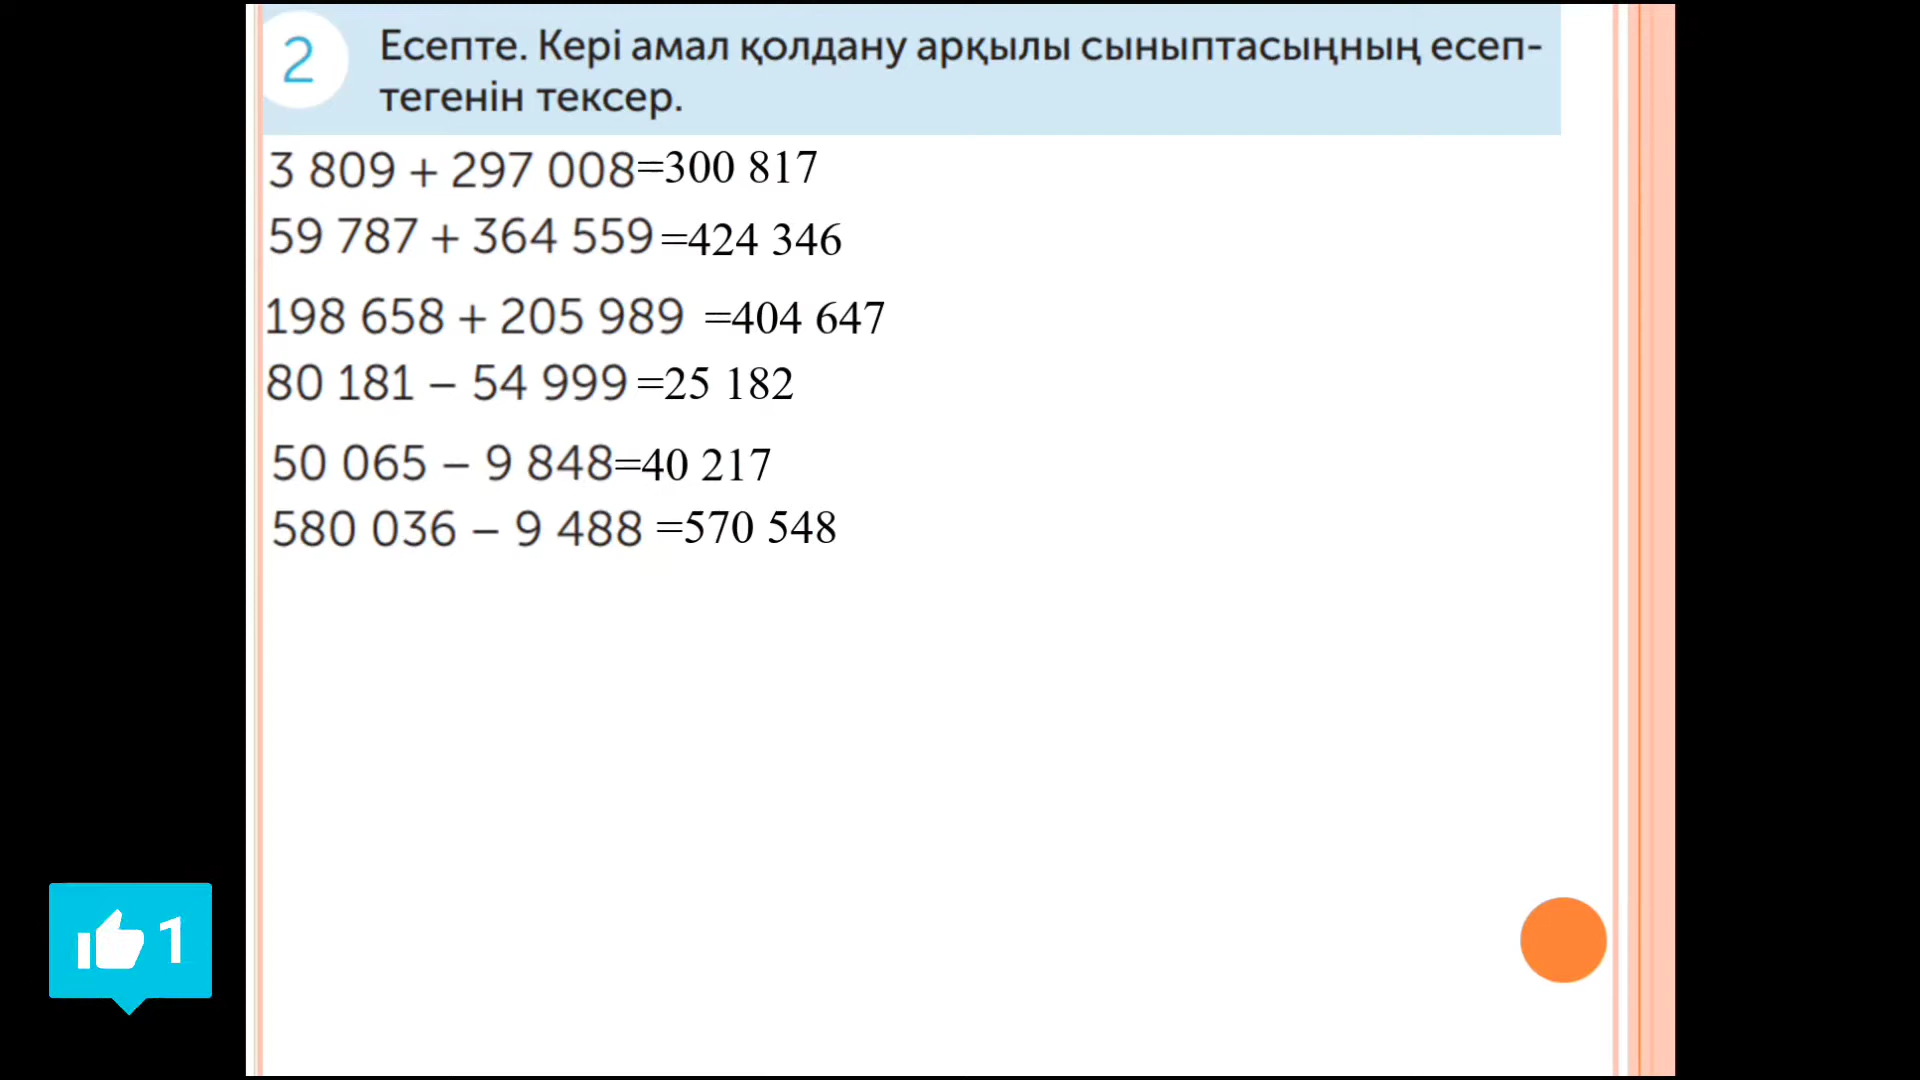 2
Есепте. Кері амал қолдану арқылы сыныптасыңның есеп-
тегенін тексер.
3 809 + 297 008=300 817
59 787 + 364 559 =424 346
198 658 + 205 989 =404 647
80 181 – 54 999 =25 182
50 065 – 9 848=40 217
580 036 – 9 488 =570 548
1